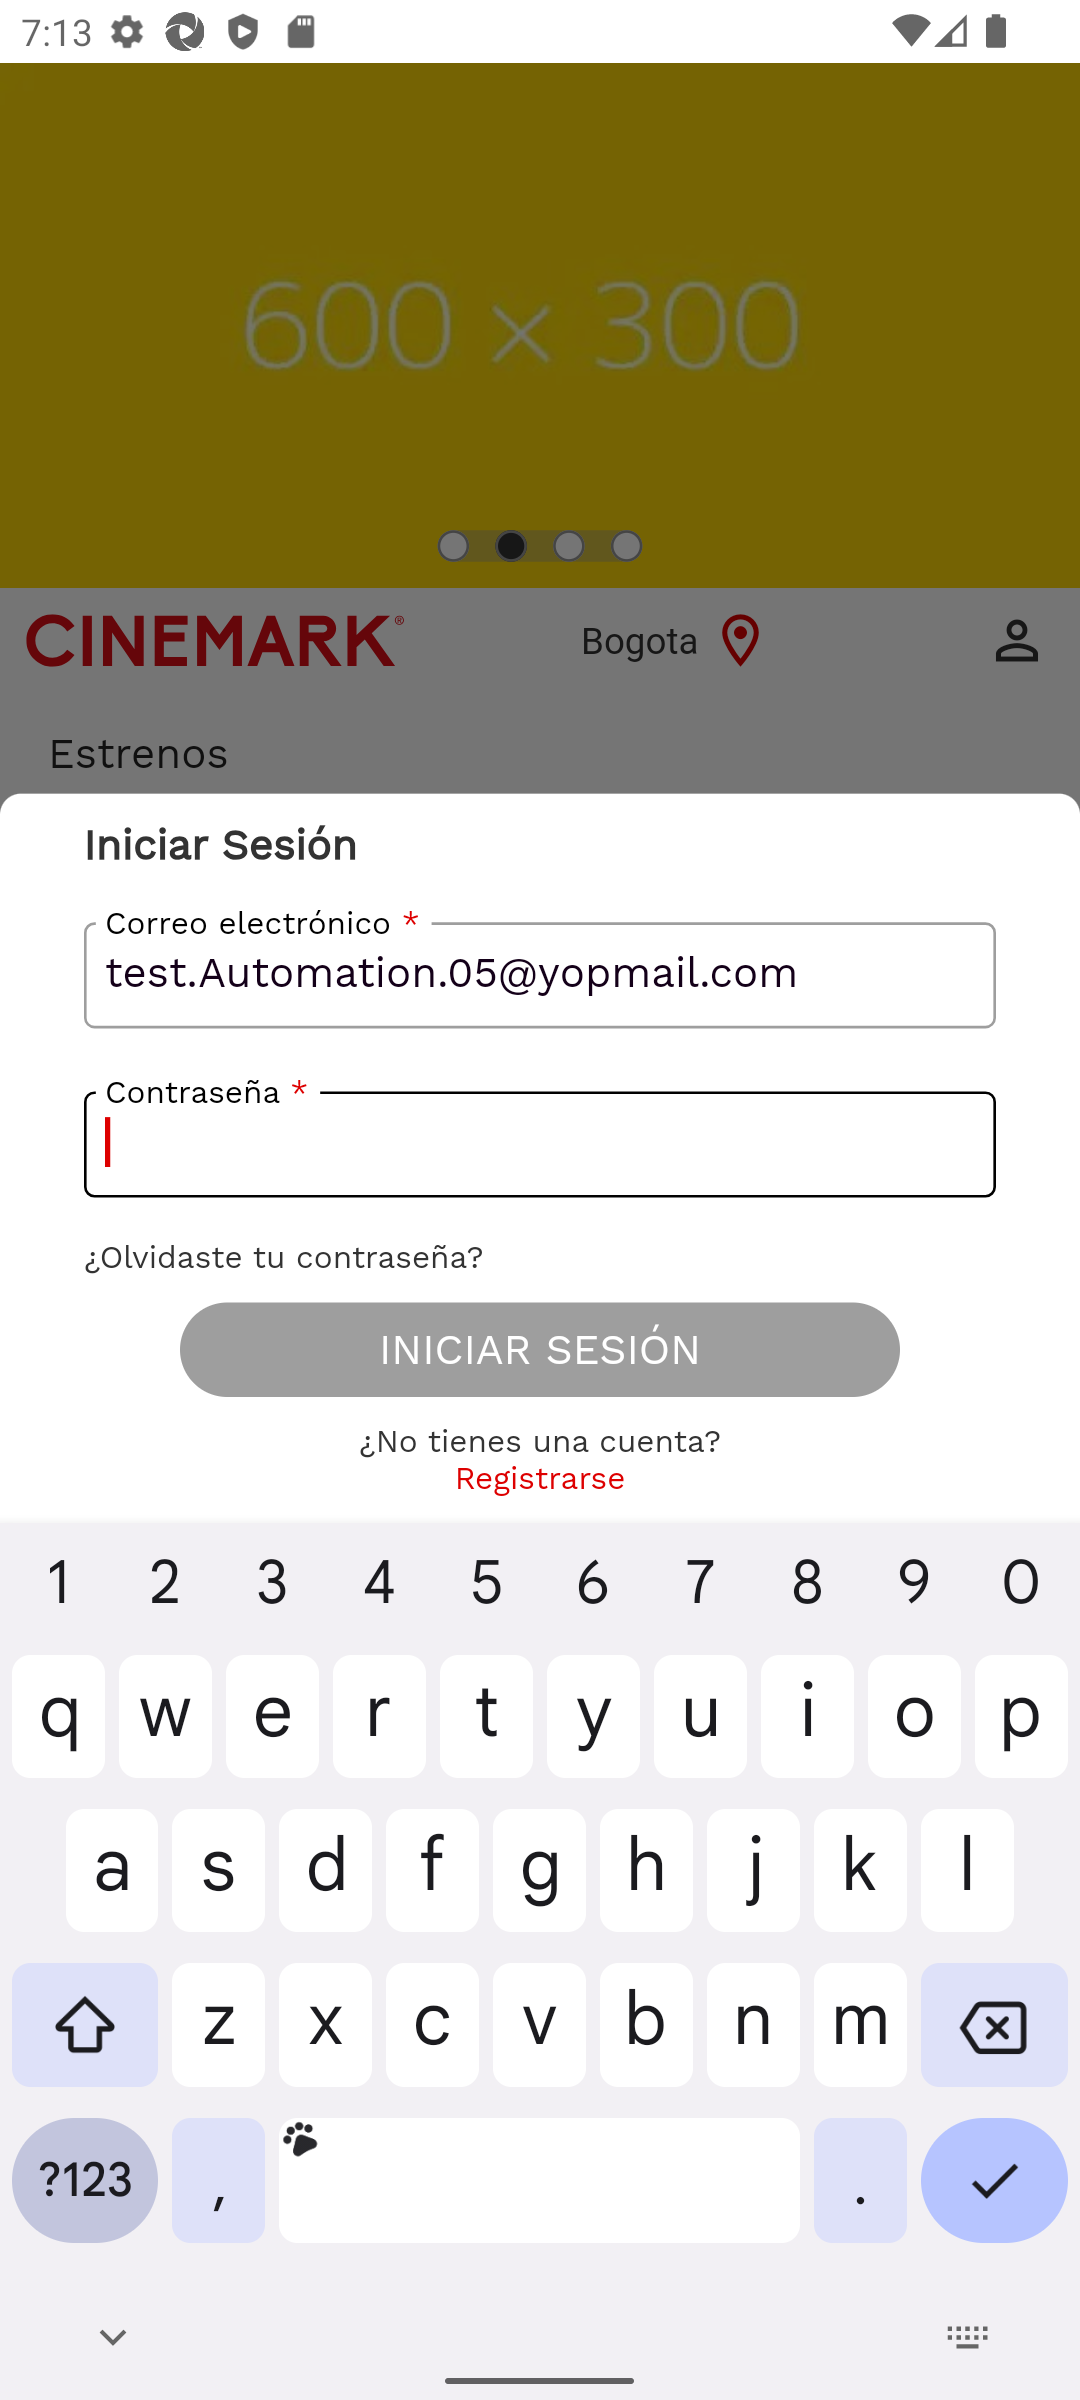 7:13
600 × 300
CINEMARK®
Bogota
Estrenos
Iniciar Sesión
Correo electrónico *
test.Automation.05@yopmail.com
Contraseña *
¿Olvidaste tu contraseña?
INICIAR SESIÓN
¿No tienes una cuenta?
Registrarse
1 2 3 4 5 6 7 8 9 0
q w e r t y u i o p
a s d f g h j k l
z x c v b n m
?123 , .